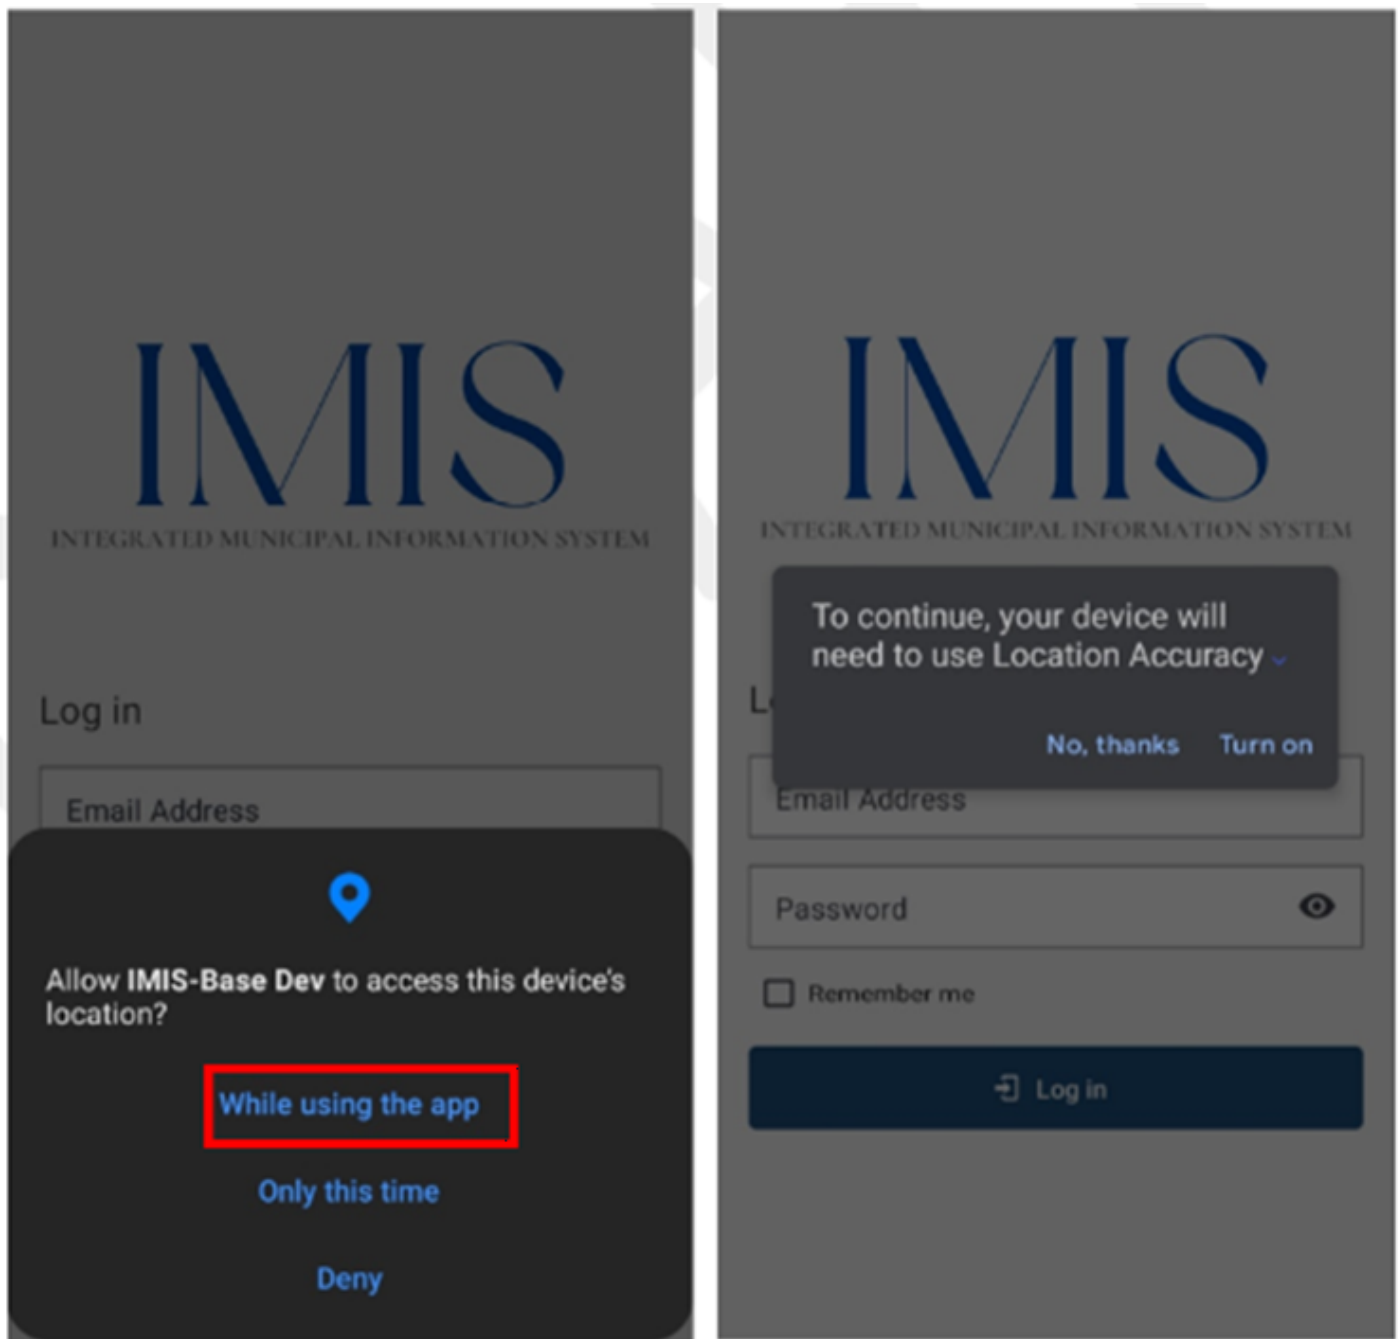 IMIS
INTEGRATED MUNICIPAL INFORMATION SYSTEM
Log in
Email Address
Allow IMIS-Base Dev to access this device's
location?
While using the app
Only this time
Deny
IMIS
INTEGRATED MUNICIPAL INFORMATION SYSTEM
To continue, your device will
need to use Location Accuracy
No, thanks Turn on
L
Email Address
Password
Remember me
Log in